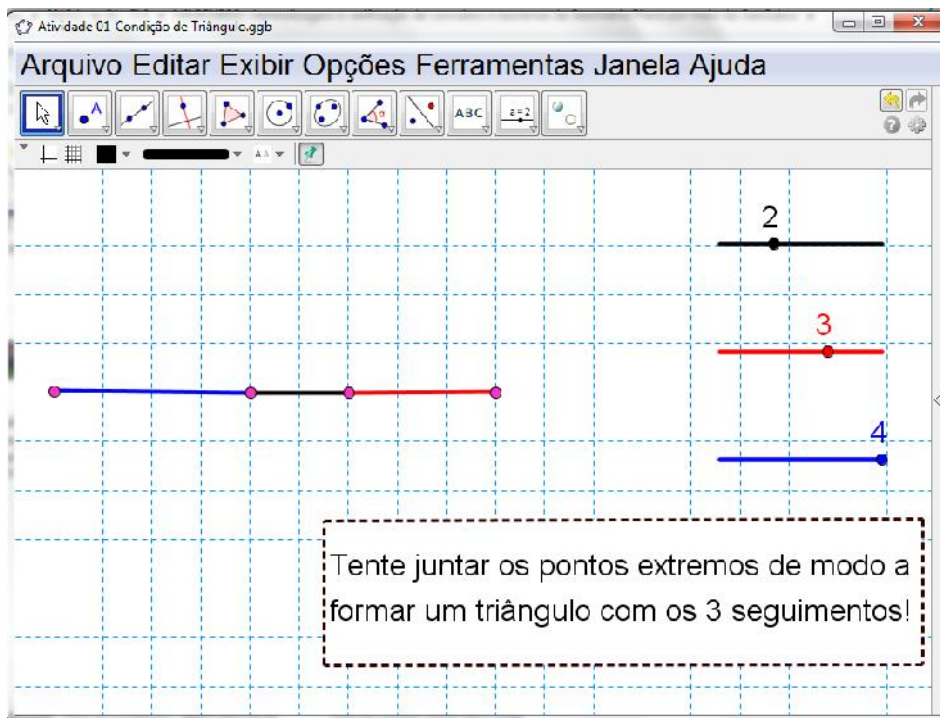 Atividade 01 Condição de Triângulo.ggb
Arquivo Editar Exibir Opções Ferramentas Janela Ajuda
A α ABC a=2
AA
2
3
4
Tente juntar os pontos extremos de modo a
formar um triângulo com os 3 seguimentos!